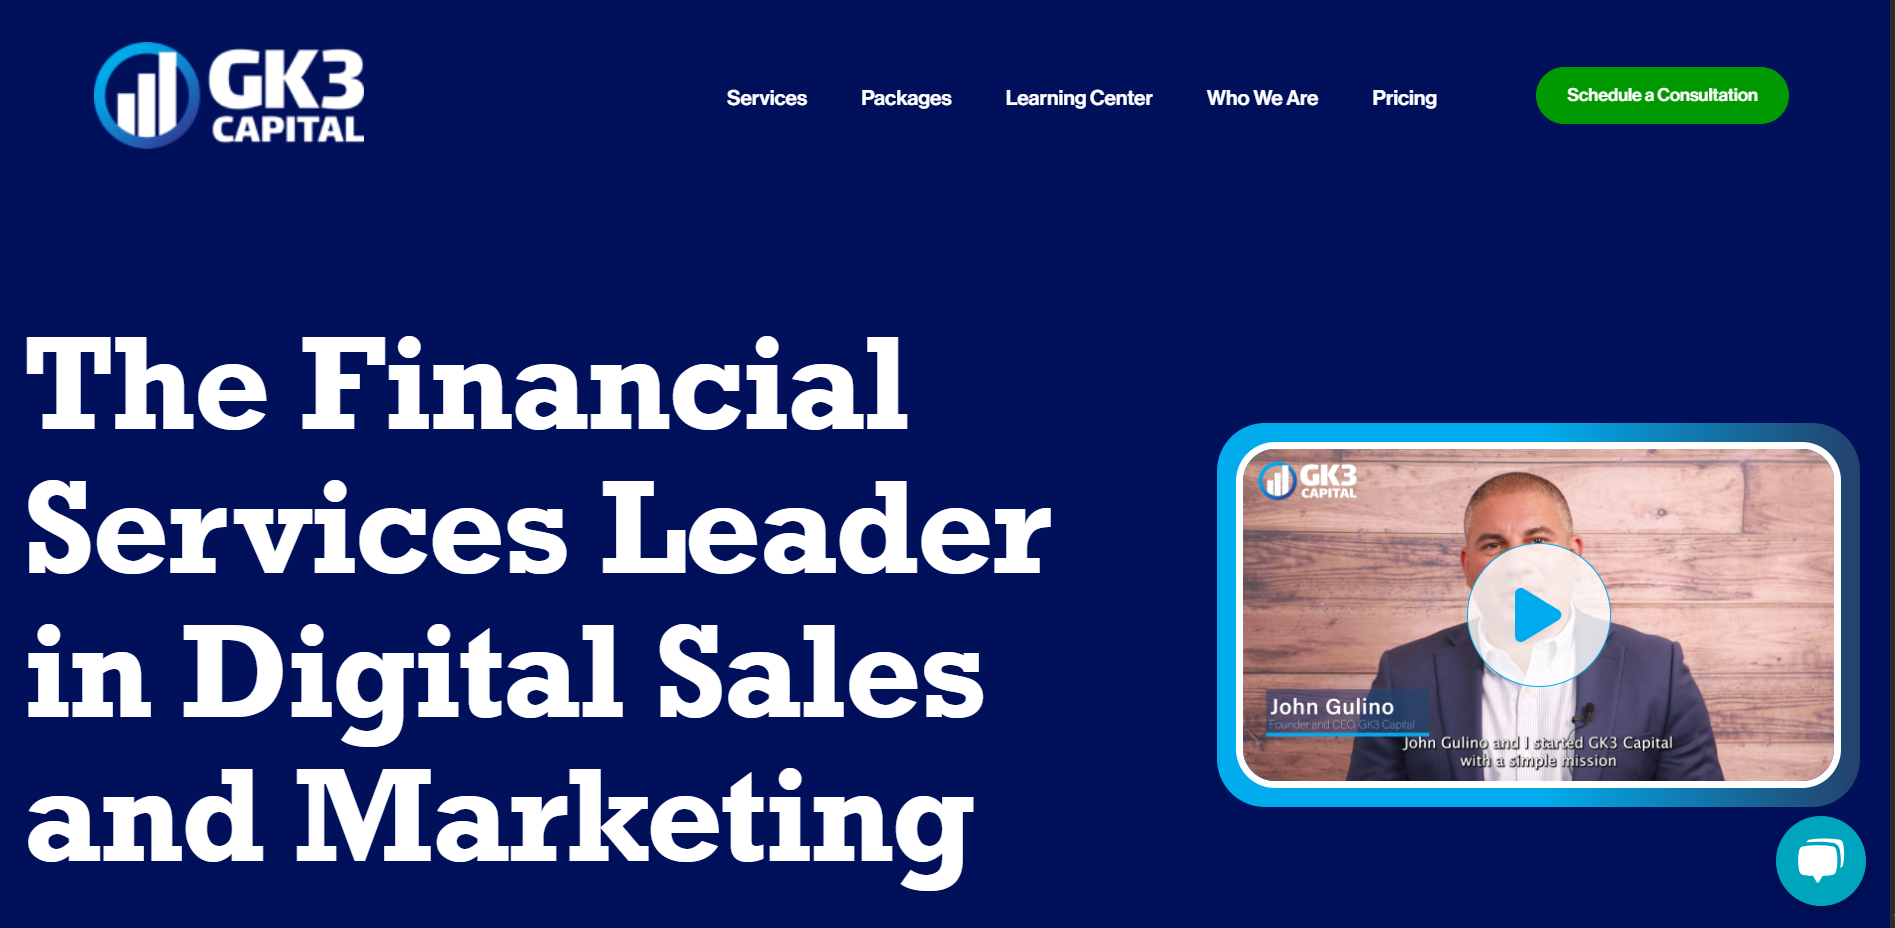 GK3
CAPITAL
Services
Packages
Learning Center
Who We Are
Pricing
Schedule a Consultation
The Financial
Services Leader
in Digital Sales
and Marketing
GK3
CAPITAL
John Gulino
Founder and CEO, GK3 Capital
John Gulino and I started GK3 Capital
with a simple mission